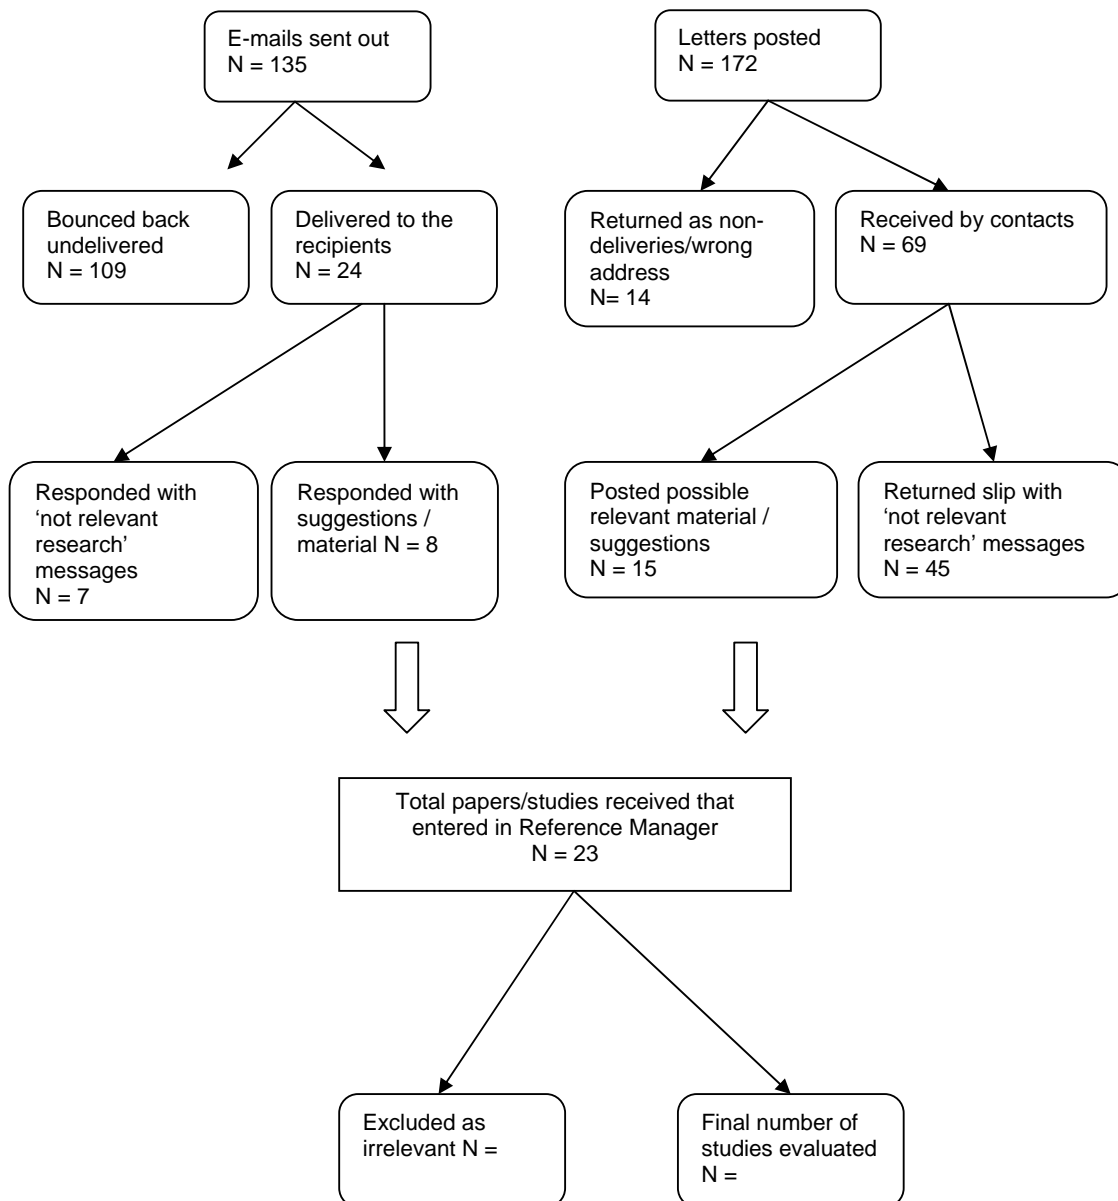 E-mails sent out
N = 135
Letters posted
N = 172
Bounced back
undelivered
N = 109
Delivered to the
recipients
N = 24
Returned as non-
deliveries/wrong
address
N= 14
Received by contacts
N = 69
Responded with
‘not relevant
research’
messages
N = 7
Responded with
suggestions /
material N = 8
Posted possible
relevant material /
suggestions
N = 15
Returned slip with
‘not relevant
research’ messages
N = 45
Total papers/studies received that
entered in Reference Manager
N = 23
Excluded as
irrelevant N =
Final number of
studies evaluated
N =